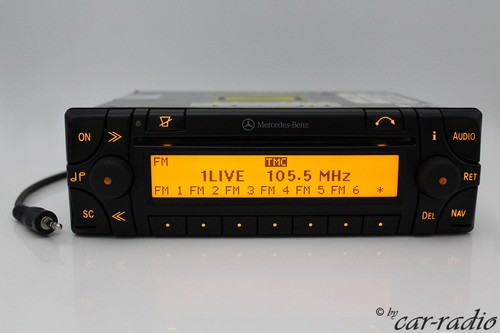 Mercedes-Benz
ON
i AUDIO
FM TMC
1LIVE 105.5 MHz
FM 1 FM 2 FM 3 FM 4 FM 5 FM 6 *
RET
SC
DEL NAV
© by car-radio